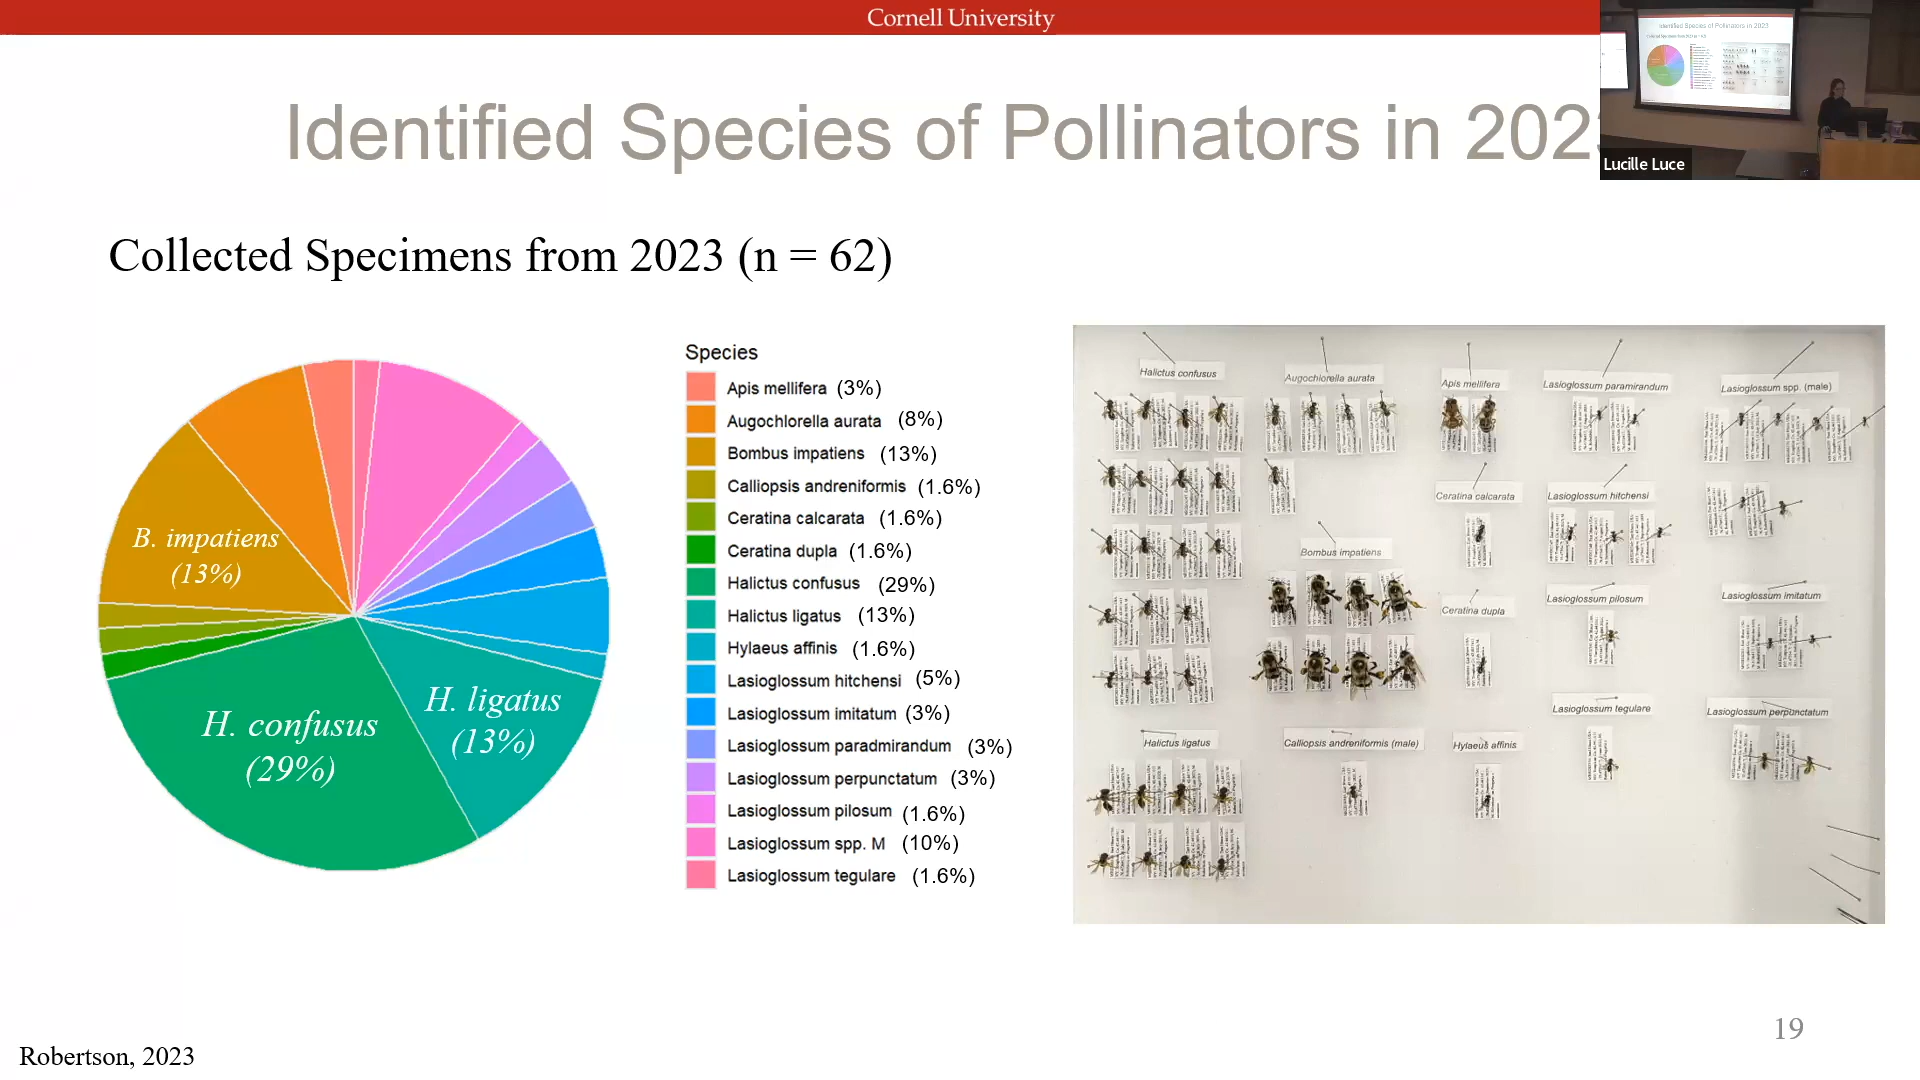 Cornell University
Identified Species of Pollinators in 202
Lucille Luce
Collected Specimens from 2023 (n = 62)
B. impatiens
(13%)
H. confusus
(29%)
H. ligatus
(13%)
Species
Apis mellifera (3%)
Augochlorella aurata (8%)
Bombus impatiens (13%)
Calliopsis andreniformis (1.6%)
Ceratina calcarata (1.6%)
Ceratina dupla (1.6%)
Halictus confusus (29%)
Halictus ligatus (13%)
Hylaeus affinis (1.6%)
Lasioglossum hitchensi (5%)
Lasioglossum imitatum (3%)
Lasioglossum paradmirandum (3%)
Lasioglossum perpunctatum (3%)
Lasioglossum pilosum (1.6%)
Lasioglossum spp. M (10%)
Lasioglossum tegulare (1.6%)
Halictus confusus
Augochlorella aurata
Apis mellifera
Lasioglossum paramirandum
Lasioglossum spp. (male)
Ceratina calcarata
Lasioglossum hitchensi
Bombus impatiens
Ceratina dupla
Lasioglossum pilosum
Lasioglossum imitatum
Lasioglossum tegulare
Lasioglossum perpunctatum
Halictus ligatus
Calliopsis andreniformis (male)
Hylaeus affinis
19
Robertson, 2023